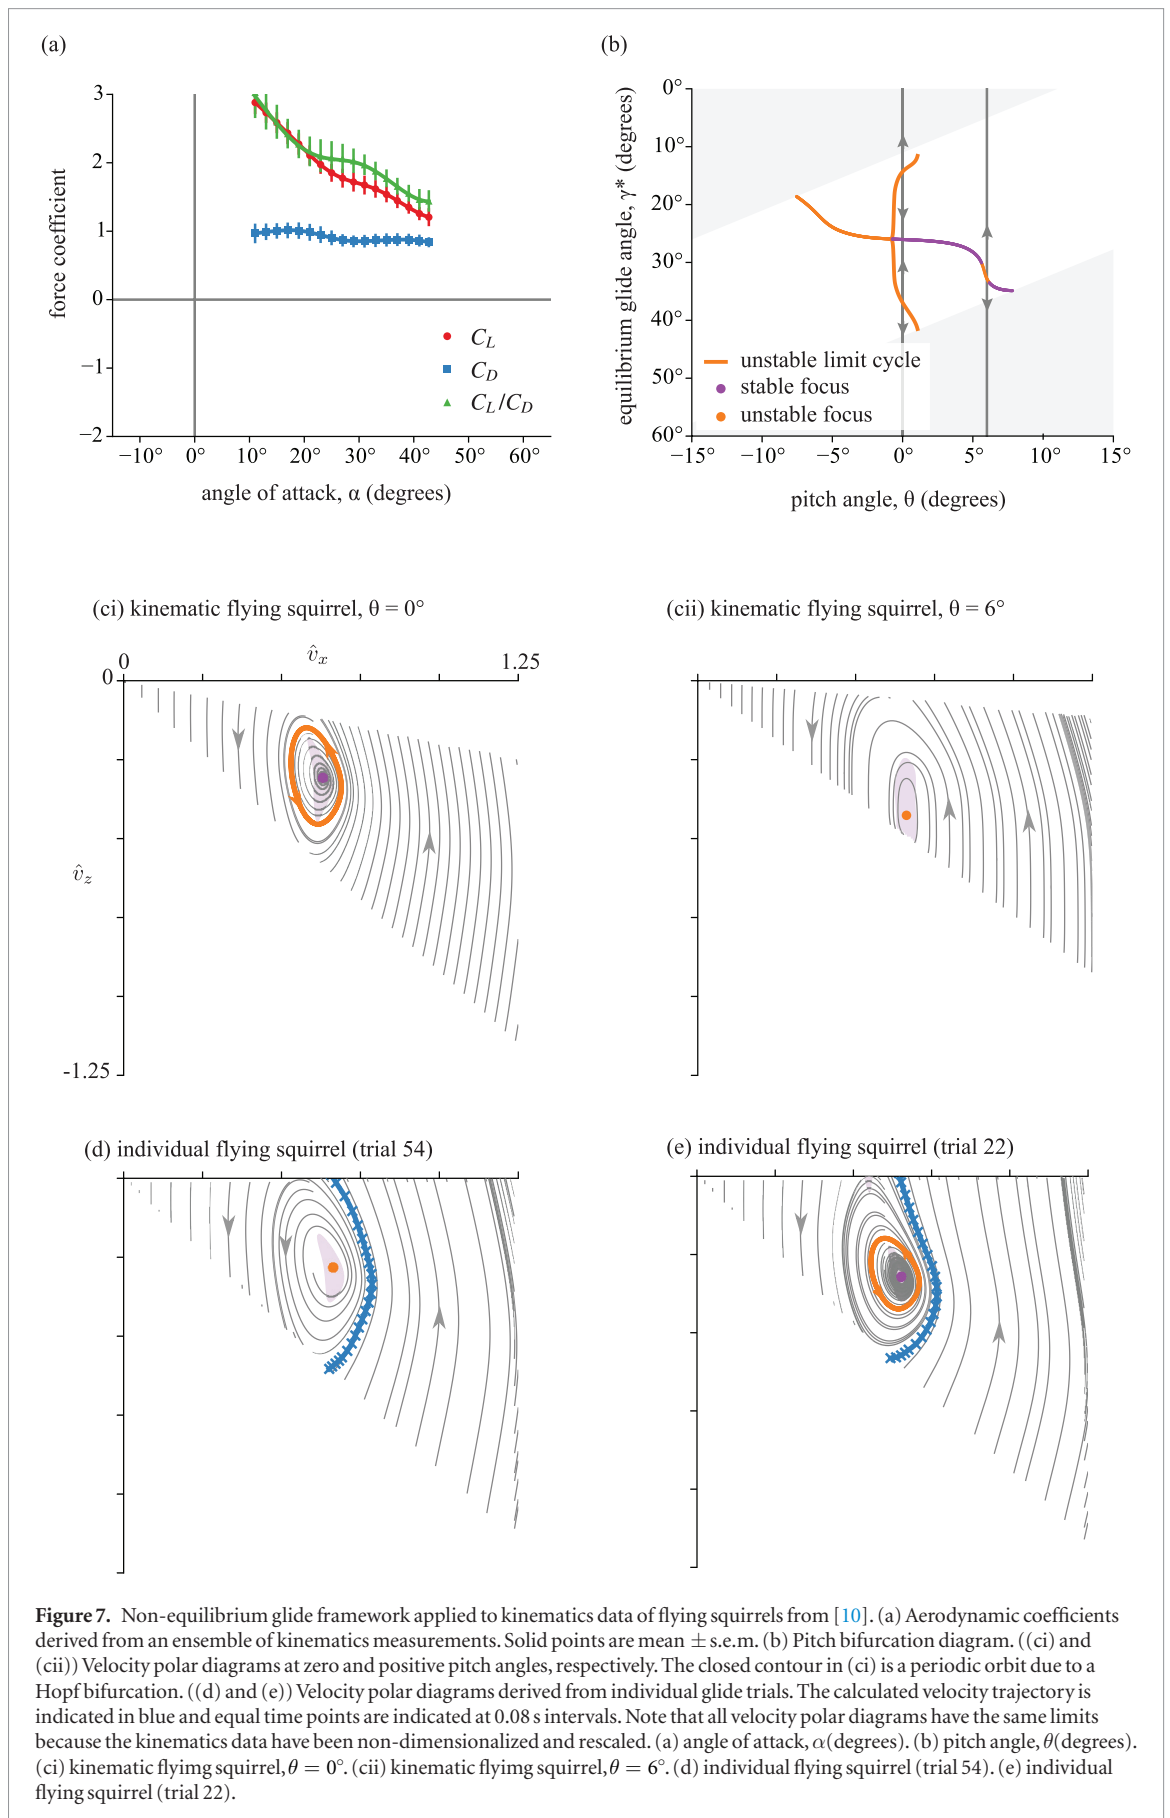 (a)
(b)
3
2
1
0
−1
−2
force coefficient
C_L
C_D
C_L/C_D
−10° 0° 10° 20° 30° 40° 50° 60°
angle of attack, α (degrees)
0°
10°
20°
30°
40°
50°
60°
equilibrium glide angle, γ* (degrees)
unstable limit cycle
stable focus
unstable focus
−15° −10° −5° 0° 5° 10° 15°
pitch angle, θ (degrees)
(ci) kinematic flying squirrel, θ = 0°
(cii) kinematic flying squirrel, θ = 6°
0 v̂_x 1.25
0
v̂_z
-1.25
(d) individual flying squirrel (trial 54)
(e) individual flying squirrel (trial 22)
Figure 7. Non-equilibrium glide framework applied to kinematics data of flying squirrels from [10]. (a) Aerodynamic coefficients
derived from an ensemble of kinematics measurements. Solid points are mean ± s.e.m. (b) Pitch bifurcation diagram. ((ci) and
(cii)) Velocity polar diagrams at zero and positive pitch angles, respectively. The closed contour in (ci) is a periodic orbit due to a
Hopf bifurcation. ((d) and (e)) Velocity polar diagrams derived from individual glide trials. The calculated velocity trajectory is
indicated in blue and equal time points are indicated at 0.08 s intervals. Note that all velocity polar diagrams have the same limits
because the kinematics data have been non-dimensionalized and rescaled. (a) angle of attack, α(degrees). (b) pitch angle, θ(degrees).
(ci) kinematic flyimg squirrel, θ = 0°. (cii) kinematic flyimg squirrel, θ = 6°. (d) individual flying squirrel (trial 54). (e) individual
flying squirrel (trial 22).